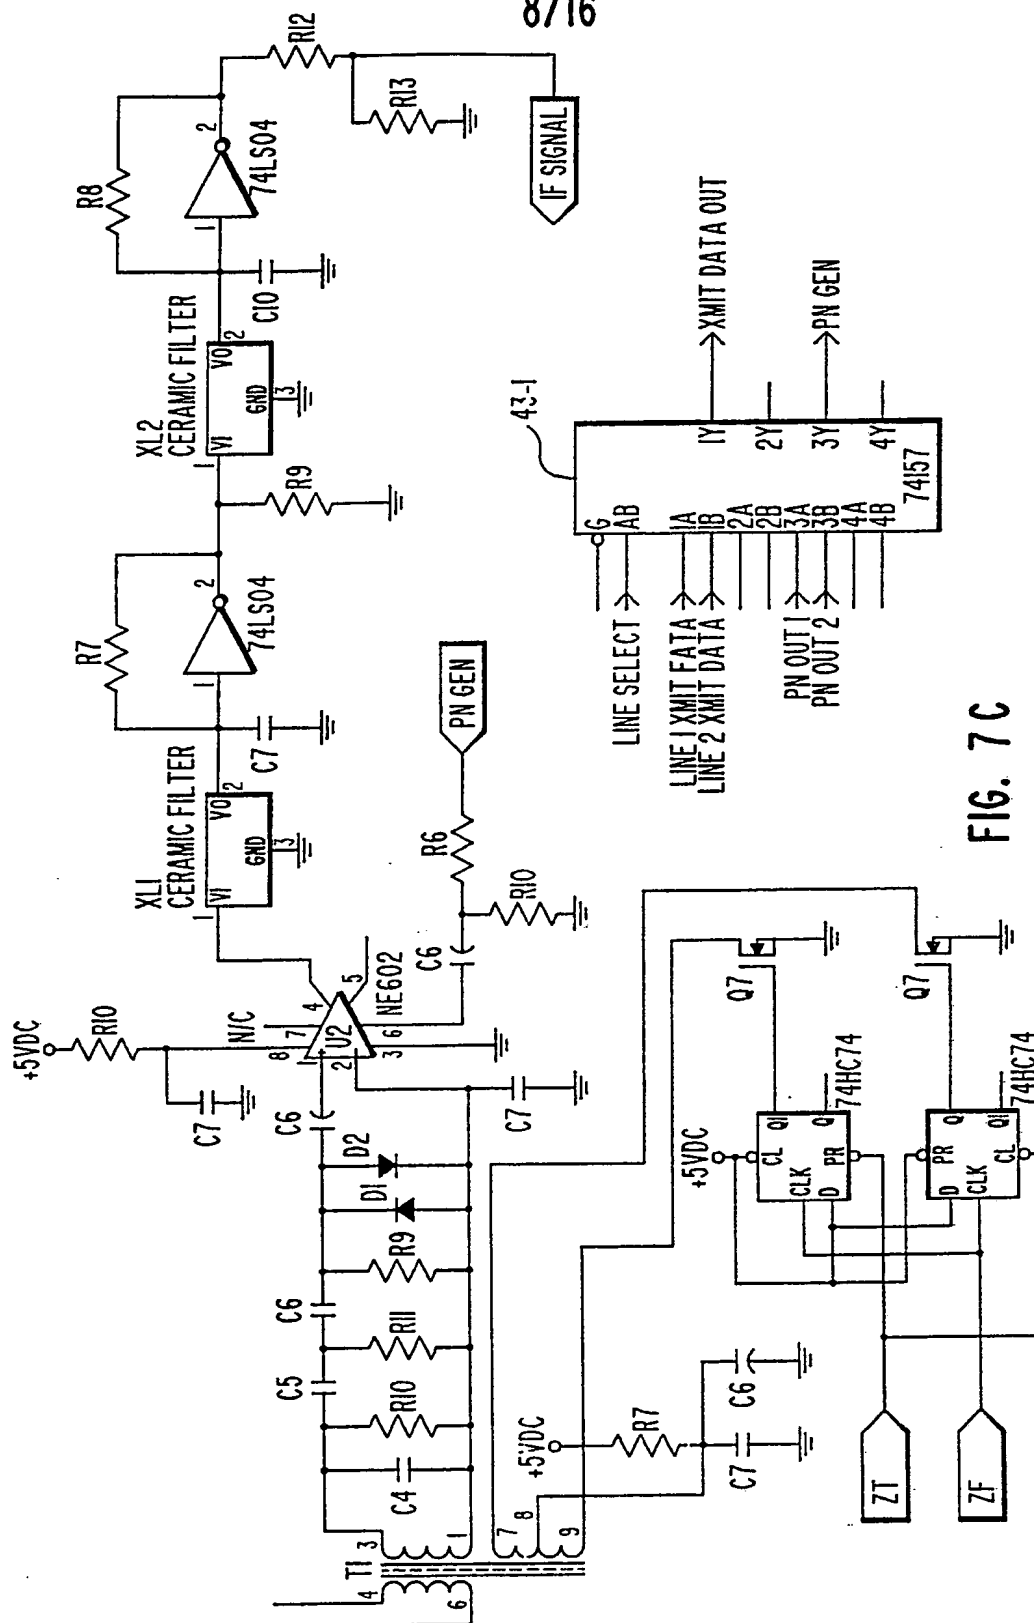 8/16
R12
R8
2
74LS04
1
R13
IF SIGNAL
C10
XL2
CERAMIC FILTER
1
VI
VO
2
GND
3
R9
R7
2
74LS04
1
C7
XL1
CERAMIC FILTER
1
VI
VO
2
GND
3
PN GEN
R6
R10
C6
+5VDC
R10
C7
N/C
8
7
4
5
NE602
U2
1
2
3
6
C6
C7
D2
D1
R9
C6
R11
C5
R10
C4
T1
3
1
4
6
7
8
9
+5VDC
R7
C7
C6
43-1
G
AB
1A
1B
2A
2B
3A
3B
4A
4B
1Y
2Y
3Y
4Y
74157
LINE SELECT
LINE 1 XMIT FATA
LINE 2 XMIT DATA
PN OUT 1
PN OUT 2
XMIT DATA OUT
PN GEN
Q7
Q7
+5VDC
CL
Q1
CLK
D
PR
Q
74HC74
PR
Q
D
CLK
Q1
CL
74HC74
ZT
ZF
FIG. 7C